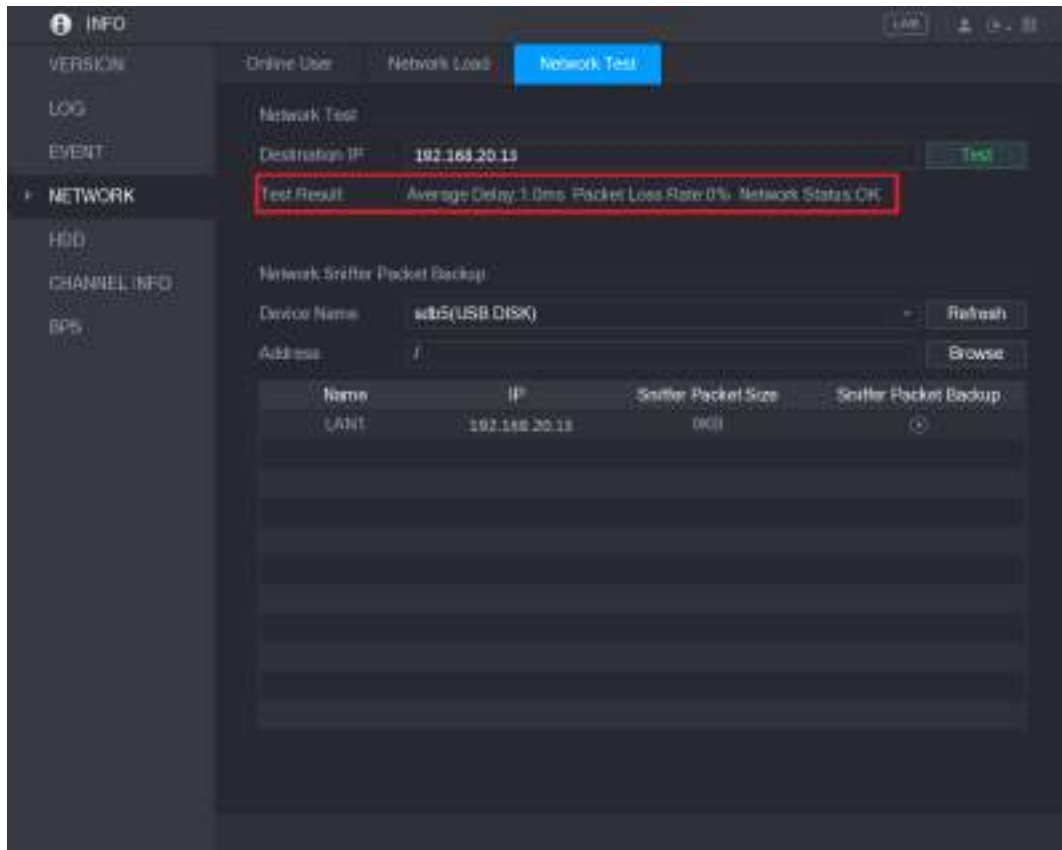 INFO
LIVE
VERSION
Online User Network Load Network Test
LOG
Network Test
EVENT
Destination IP 192.168.20.13 Test
NETWORK
Test Result Average Delay:1.0ms Packet Loss Rate:0% Network Status:OK
HDD
Network Sniffer Packet Backup
CHANNEL INFO
Device Name sdb5(USB DISK) Refresh
BPS
Address / Browse
Name IP Sniffer Packet Size Sniffer Packet Backup
LAN1 192.168.20.13 0KB